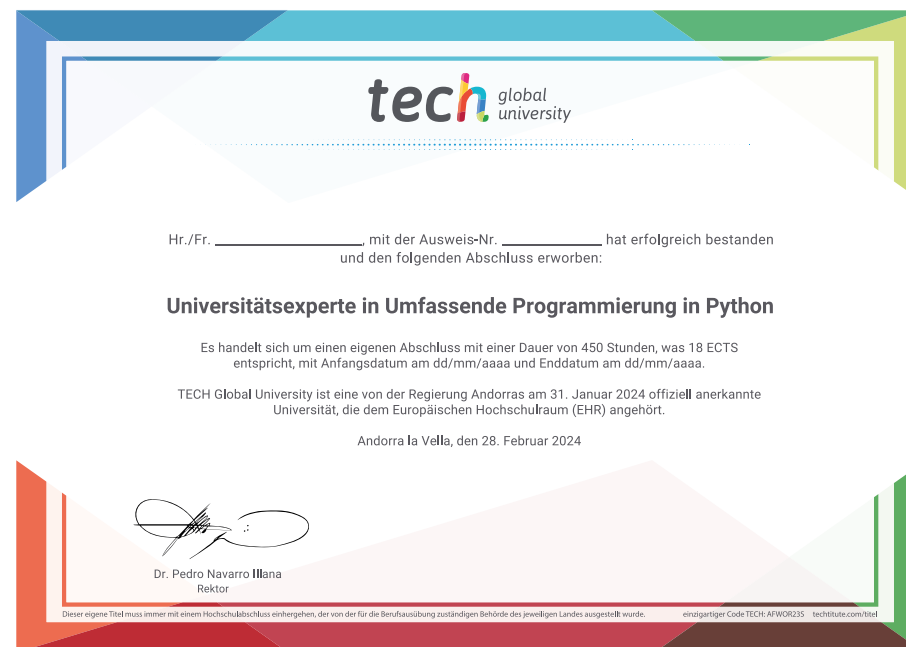 tech global university
Hr./Fr. ____________________, mit der Ausweis-Nr. ______________ hat erfolgreich bestanden
und den folgenden Abschluss erworben:
Universitätsexperte in Umfassende Programmierung in Python
Es handelt sich um einen eigenen Abschluss mit einer Dauer von 450 Stunden, was 18 ECTS
entspricht, mit Anfangsdatum am dd/mm/aaaa und Enddatum am dd/mm/aaaa.
TECH Global University ist eine von der Regierung Andorras am 31. Januar 2024 offiziell anerkannte
Universität, die dem Europäischen Hochschulraum (EHR) angehört.
Andorra la Vella, den 28. Februar 2024
Dr. Pedro Navarro Illana
Rektor
Dieser eigene Titel muss immer mit einem Hochschulabschluss einhergehen, der von der für die Berufsausübung zuständigen Behörde des jeweiligen Landes ausgestellt wurde. einzigartiger Code TECH: AFWOR235 techtitute.com/titel